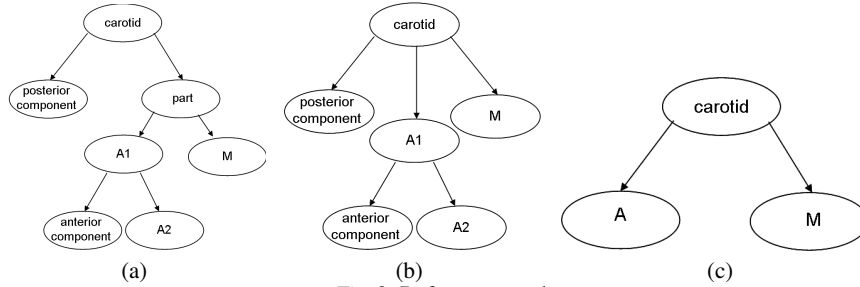 carotid
posterior
component
part
A1
M
anterior
component
A2
(a)
carotid
posterior
component
M
A1
anterior
component
A2
(b)
carotid
A
M
(c)